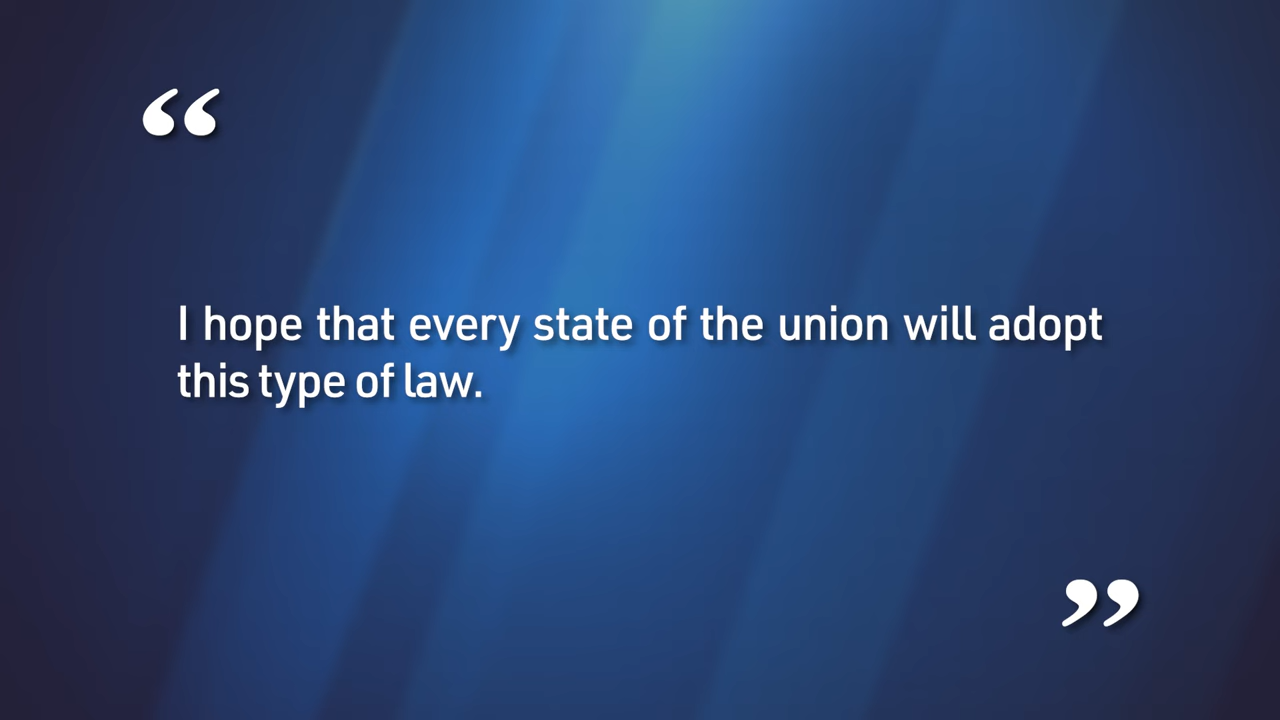 “
I hope that every state of the union will adopt
this type of law.
”